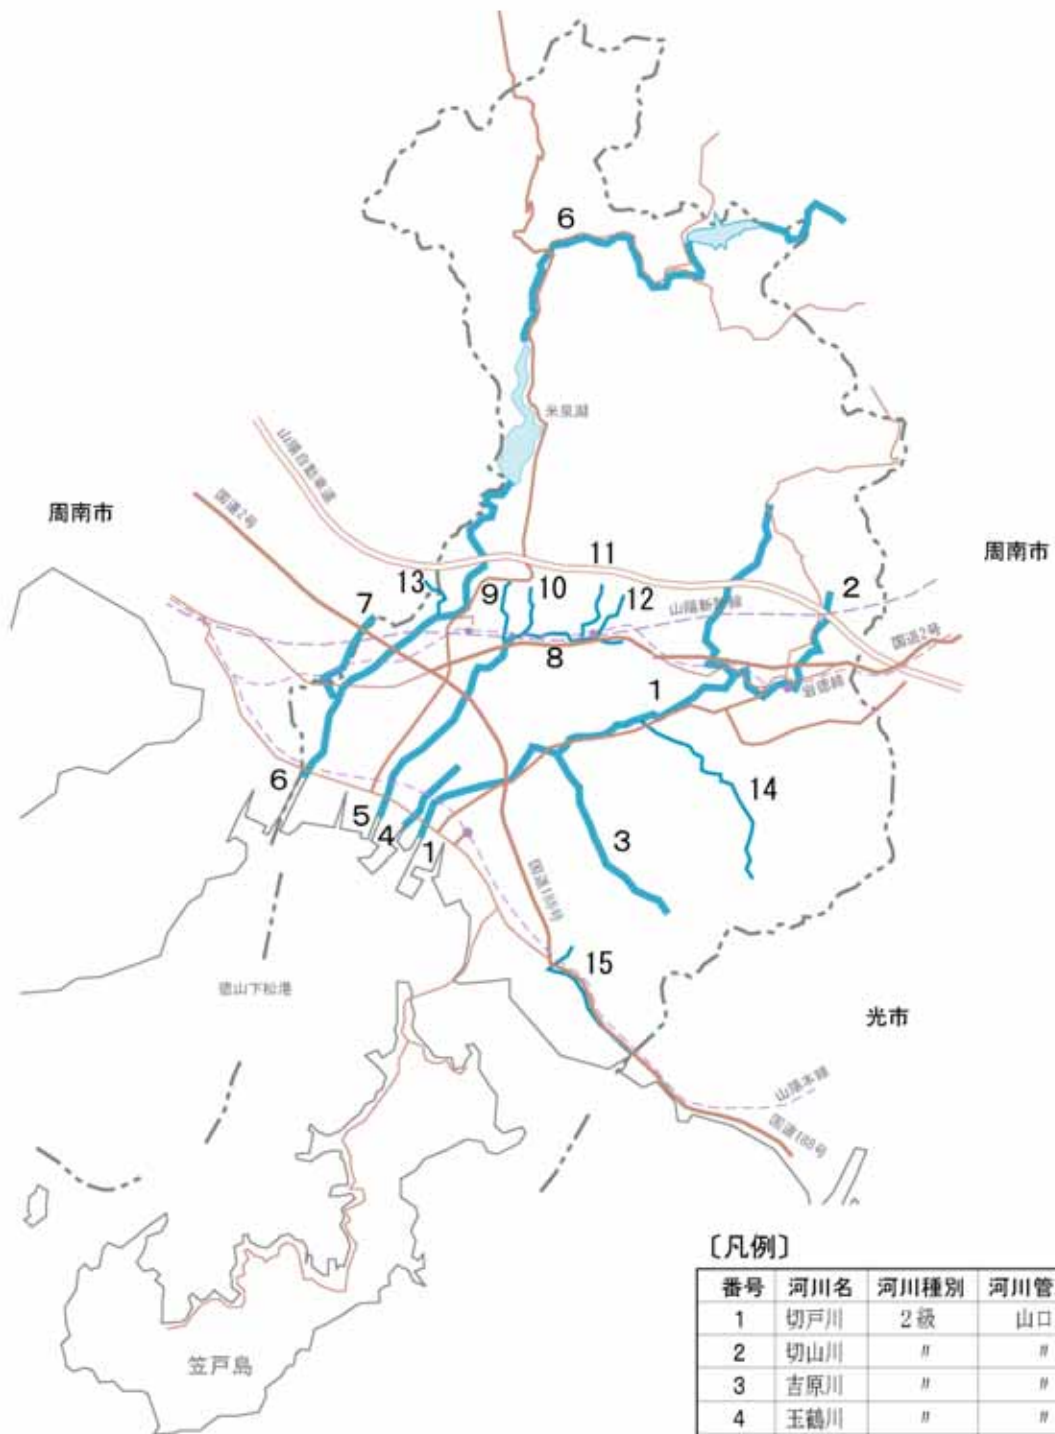 6
米泉湖
山陽自動車道
国道2号
周南市
周南市
11
13
9
10
12
2
7
山陽新幹線
国道2号
8
1
岩徳線
6
5
4
1
14
3
国道188号
15
徳山下松港
光市
山陽本線
国道188号
笠戸島
〔凡例〕
番号 河川名 河川種別 河川管
1 切戸川 2級 山口
2 切山川 〃 〃
3 吉原川 〃 〃
4 玉鶴川 〃 〃